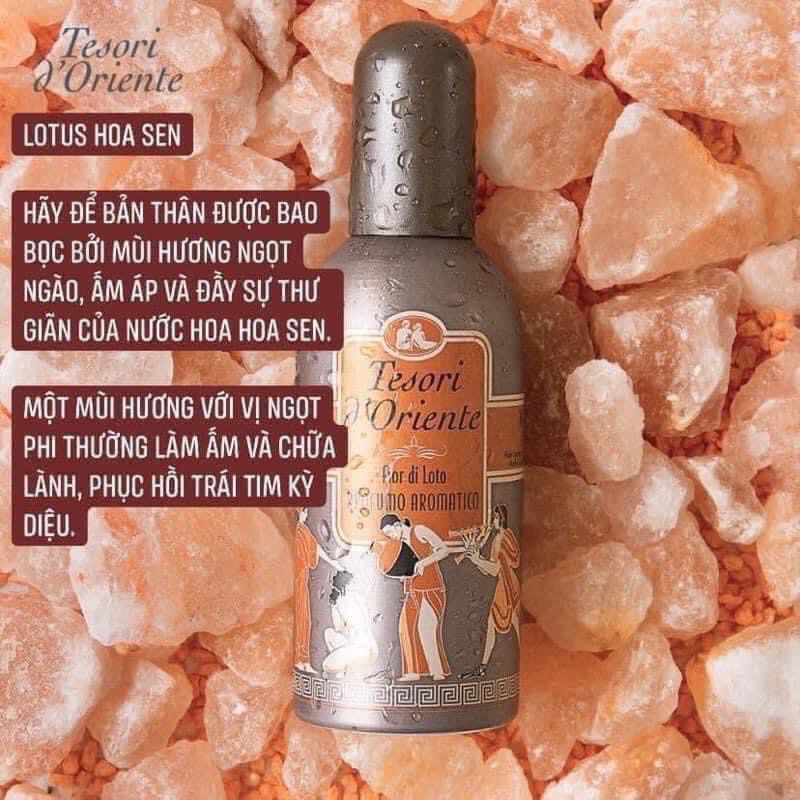 Tesori
d'Oriente
LOTUS HOA SEN
HÃY ĐỂ BẢN THÂN ĐƯỢC BAO
BỌC BỞI MÙI HƯƠNG NGỌT
NGÀO, ẤM ÁP VÀ ĐẦY SỰ THƯ
GIÃN CỦA NƯỚC HOA HOA SEN.
MỘT MÙI HƯƠNG VỚI VỊ NGỌT
PHI THƯỜNG LÀM ẤM VÀ CHỮA
LÀNH, PHỤC HỒI TRÁI TIM KỲ
DIỆU.
Tesori
d'Oriente
Fior di Loto
PROFUMO AROMATICO